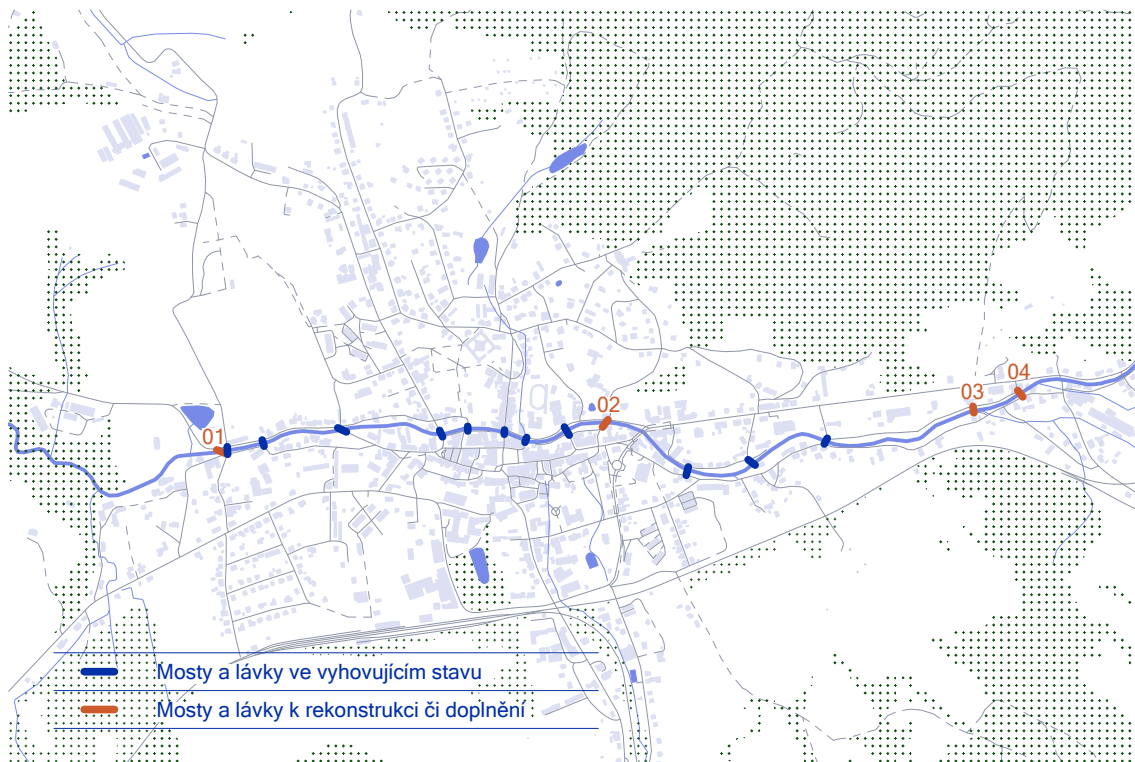 04
03
02
01
Mosty a lávky ve vyhovujícím stavu
Mosty a lávky k rekonstrukci či doplnění